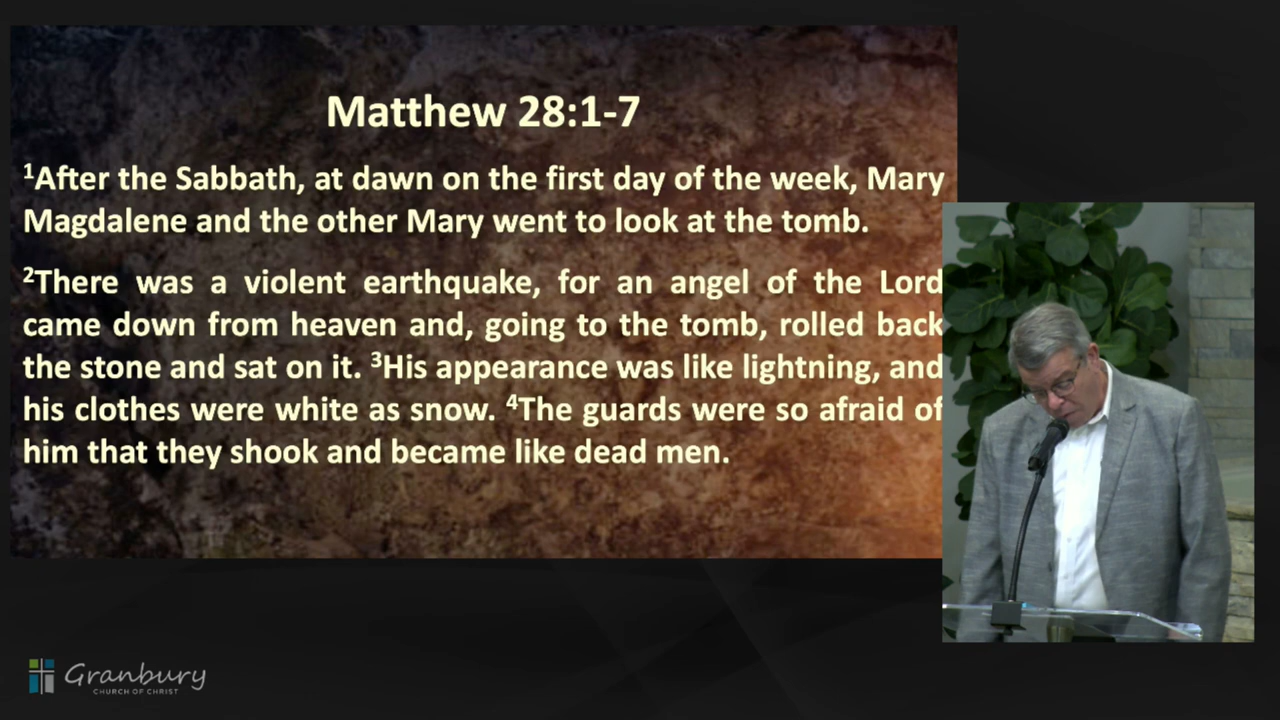 Matthew 28:1-7
¹After the Sabbath, at dawn on the first day of the week, Mary
Magdalene and the other Mary went to look at the tomb.
²There was a violent earthquake, for an angel of the Lord
came down from heaven and, going to the tomb, rolled back
the stone and sat on it. ³His appearance was like lightning, and
his clothes were white as snow. ⁴The guards were so afraid of
him that they shook and became like dead men.
Granbury
CHURCH OF CHRIST